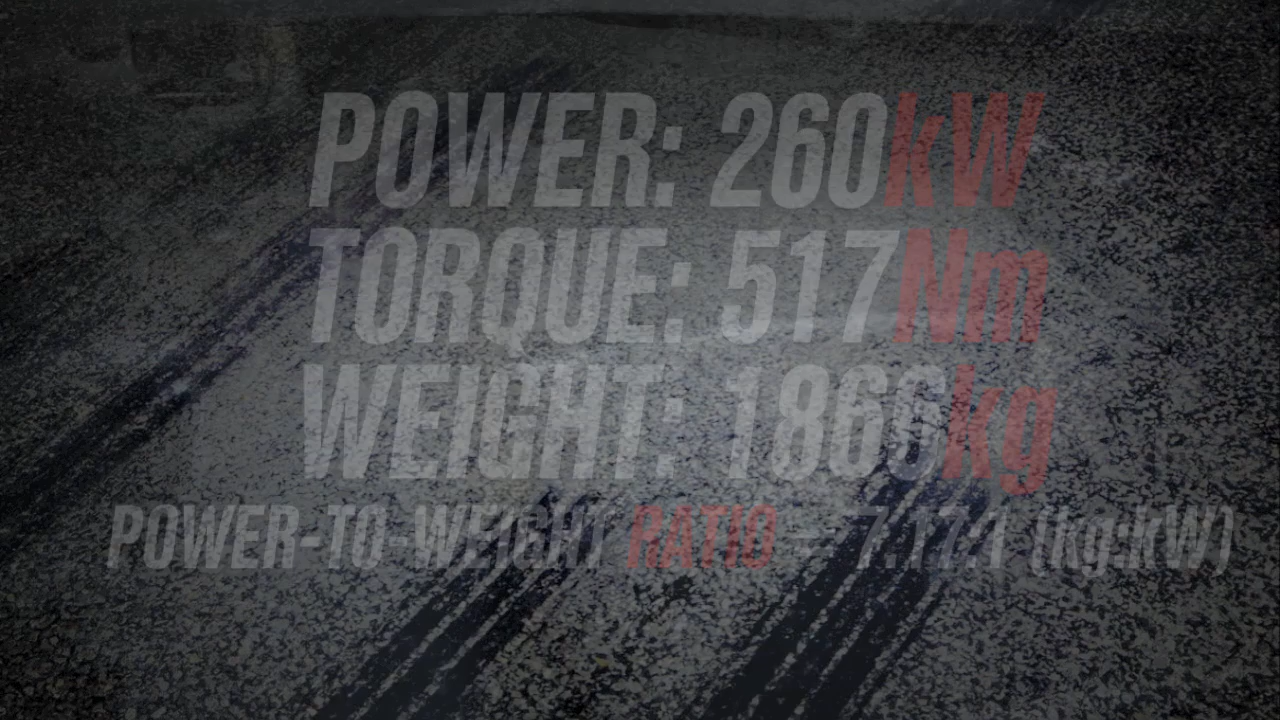 POWER: 260kW
TORQUE: 517Nm
WEIGHT: 1866kg
POWER-TO-WEIGHT RATIO = 7.17:1 (kg:kW)